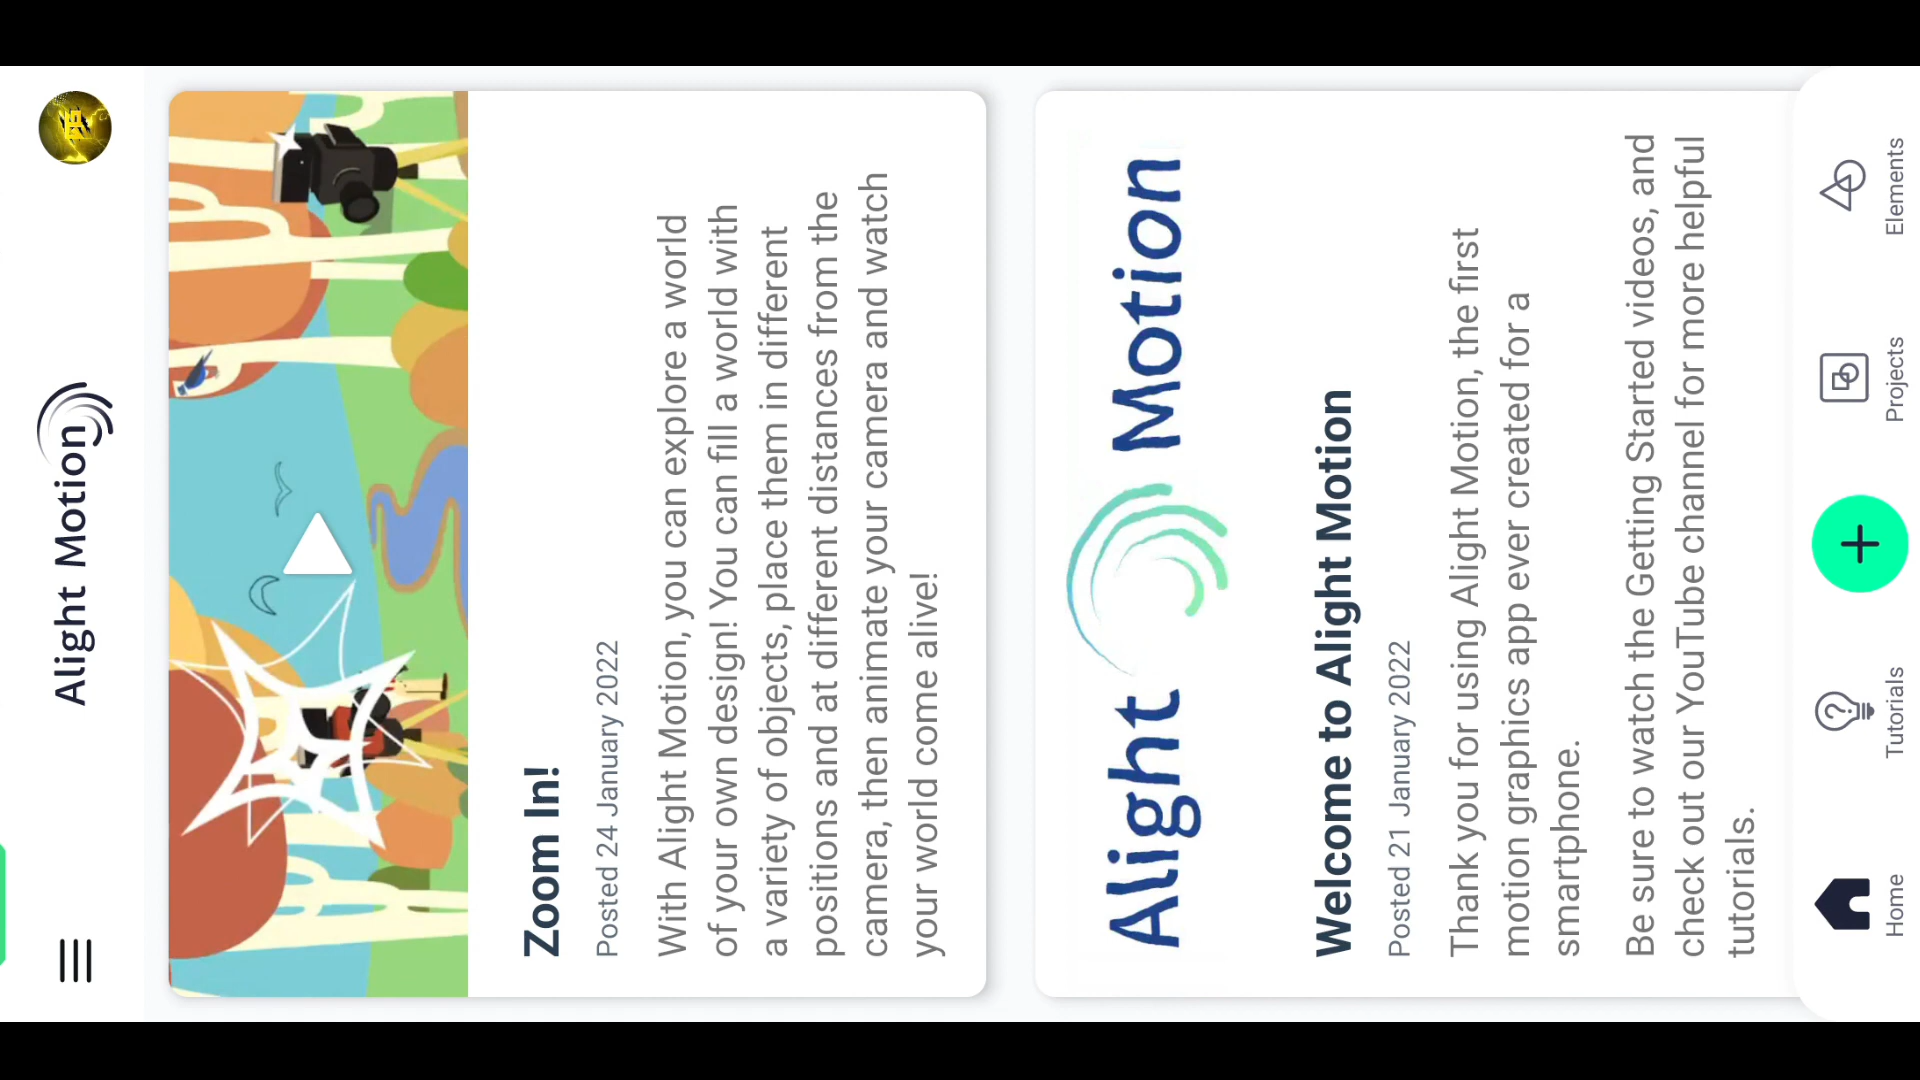 Alight Motion
Zoom In!
Posted 24 January 2022
With Alight Motion, you can explore a world
of your own design! You can fill a world with
a variety of objects, place them in different
positions and at different distances from the
camera, then animate your camera and watch
your world come alive!
Alight Motion
Welcome to Alight Motion
Posted 21 January 2022
Thank you for using Alight Motion, the first
motion graphics app ever created for a
smartphone.
Be sure to watch the Getting Started videos, and
check out our YouTube channel for more helpful
tutorials.
Home
Tutorials
Projects
Elements